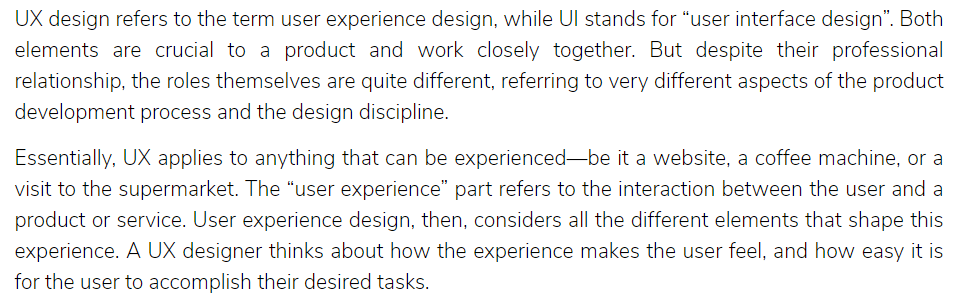 UX design refers to the term user experience design, while UI stands for “user interface design”. Both
elements are crucial to a product and work closely together. But despite their professional
relationship, the roles themselves are quite different, referring to very different aspects of the product
development process and the design discipline.
Essentially, UX applies to anything that can be experienced—be it a website, a coffee machine, or a
visit to the supermarket. The “user experience” part refers to the interaction between the user and a
product or service. User experience design, then, considers all the different elements that shape this
experience. A UX designer thinks about how the experience makes the user feel, and how easy it is
for the user to accomplish their desired tasks.